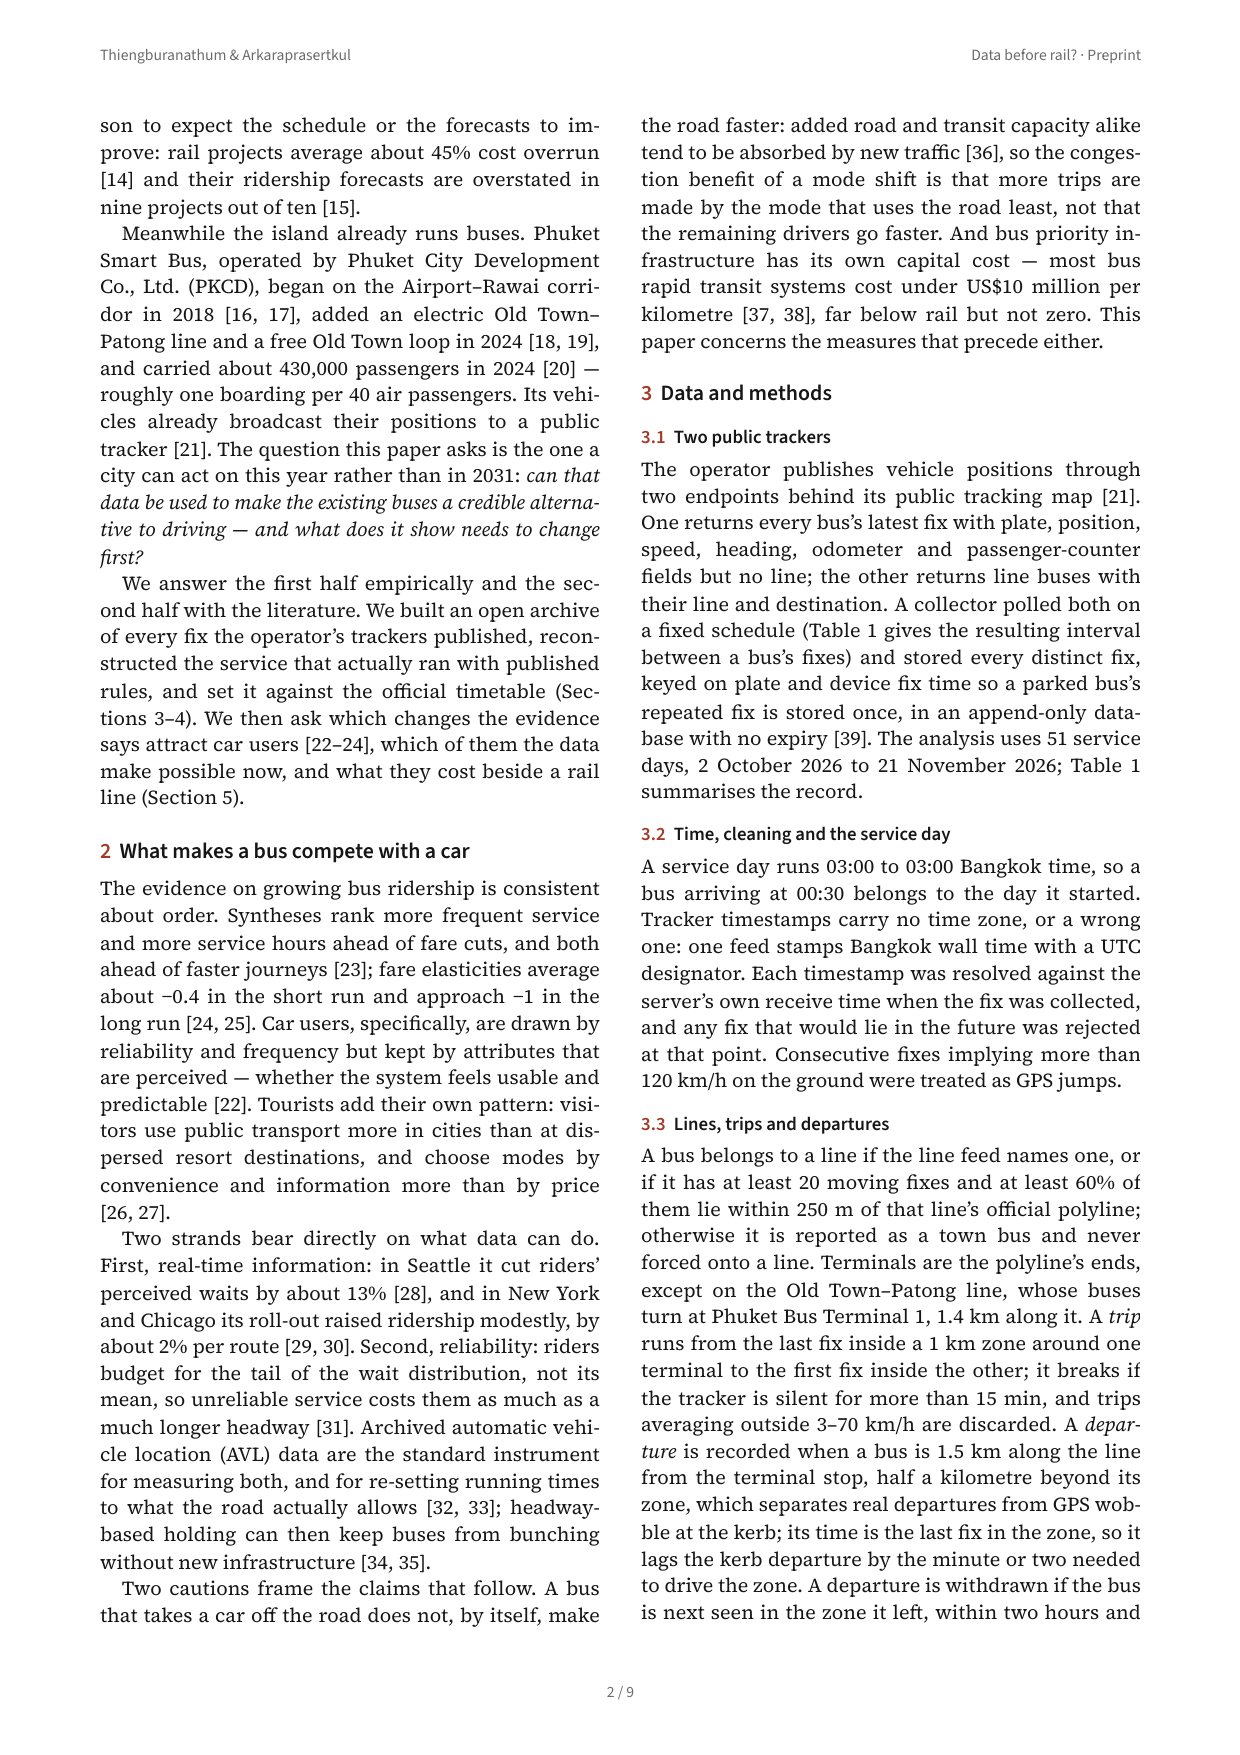 Thiengburanathum & Arkaraprasertkul
Data before rail? · Preprint
son to expect the schedule or the forecasts to im-
prove: rail projects average about 45% cost overrun
[14] and their ridership forecasts are overstated in
nine projects out of ten [15].
Meanwhile the island already runs buses. Phuket
Smart Bus, operated by Phuket City Development
Co., Ltd. (PKCD), began on the Airport–Rawai corri-
dor in 2018 [16, 17], added an electric Old Town–
Patong line and a free Old Town loop in 2024 [18, 19],
and carried about 430,000 passengers in 2024 [20] —
roughly one boarding per 40 air passengers. Its vehi-
cles already broadcast their positions to a public
tracker [21]. The question this paper asks is the one a
city can act on this year rather than in 2031: can that
data be used to make the existing buses a credible alterna-
tive to driving — and what does it show needs to change
first?
We answer the first half empirically and the sec-
ond half with the literature. We built an open archive
of every fix the operator’s trackers published, recon-
structed the service that actually ran with published
rules, and set it against the official timetable (Sec-
tions 3–4). We then ask which changes the evidence
says attract car users [22–24], which of them the data
make possible now, and what they cost beside a rail
line (Section 5).
2 What makes a bus compete with a car
The evidence on growing bus ridership is consistent
about order. Syntheses rank more frequent service
and more service hours ahead of fare cuts, and both
ahead of faster journeys [23]; fare elasticities average
about −0.4 in the short run and approach −1 in the
long run [24, 25]. Car users, specifically, are drawn by
reliability and frequency but kept by attributes that
are perceived — whether the system feels usable and
predictable [22]. Tourists add their own pattern: visi-
tors use public transport more in cities than at dis-
persed resort destinations, and choose modes by
convenience and information more than by price
[26, 27].
Two strands bear directly on what data can do.
First, real-time information: in Seattle it cut riders’
perceived waits by about 13% [28], and in New York
and Chicago its roll-out raised ridership modestly, by
about 2% per route [29, 30]. Second, reliability: riders
budget for the tail of the wait distribution, not its
mean, so unreliable service costs them as much as a
much longer headway [31]. Archived automatic vehi-
cle location (AVL) data are the standard instrument
for measuring both, and for re-setting running times
to what the road actually allows [32, 33]; headway-
based holding can then keep buses from bunching
without new infrastructure [34, 35].
Two cautions frame the claims that follow. A bus
that takes a car off the road does not, by itself, make
the road faster: added road and transit capacity alike
tend to be absorbed by new traffic [36], so the conges-
tion benefit of a mode shift is that more trips are
made by the mode that uses the road least, not that
the remaining drivers go faster. And bus priority in-
frastructure has its own capital cost — most bus
rapid transit systems cost under US$10 million per
kilometre [37, 38], far below rail but not zero. This
paper concerns the measures that precede either.
3 Data and methods
3.1 Two public trackers
The operator publishes vehicle positions through
two endpoints behind its public tracking map [21].
One returns every bus’s latest fix with plate, position,
speed, heading, odometer and passenger-counter
fields but no line; the other returns line buses with
their line and destination. A collector polled both on
a fixed schedule (Table 1 gives the resulting interval
between a bus’s fixes) and stored every distinct fix,
keyed on plate and device fix time so a parked bus’s
repeated fix is stored once, in an append-only data-
base with no expiry [39]. The analysis uses 51 service
days, 2 October 2026 to 21 November 2026; Table 1
summarises the record.
3.2 Time, cleaning and the service day
A service day runs 03:00 to 03:00 Bangkok time, so a
bus arriving at 00:30 belongs to the day it started.
Tracker timestamps carry no time zone, or a wrong
one: one feed stamps Bangkok wall time with a UTC
designator. Each timestamp was resolved against the
server’s own receive time when the fix was collected,
and any fix that would lie in the future was rejected
at that point. Consecutive fixes implying more than
120 km/h on the ground were treated as GPS jumps.
3.3 Lines, trips and departures
A bus belongs to a line if the line feed names one, or
if it has at least 20 moving fixes and at least 60% of
them lie within 250 m of that line’s official polyline;
otherwise it is reported as a town bus and never
forced onto a line. Terminals are the polyline’s ends,
except on the Old Town–Patong line, whose buses
turn at Phuket Bus Terminal 1, 1.4 km along it. A trip
runs from the last fix inside a 1 km zone around one
terminal to the first fix inside the other; it breaks if
the tracker is silent for more than 15 min, and trips
averaging outside 3–70 km/h are discarded. A depar-
ture is recorded when a bus is 1.5 km along the line
from the terminal stop, half a kilometre beyond its
zone, which separates real departures from GPS wob-
ble at the kerb; its time is the last fix in the zone, so it
lags the kerb departure by the minute or two needed
to drive the zone. A departure is withdrawn if the bus
is next seen in the zone it left, within two hours and
2 / 9